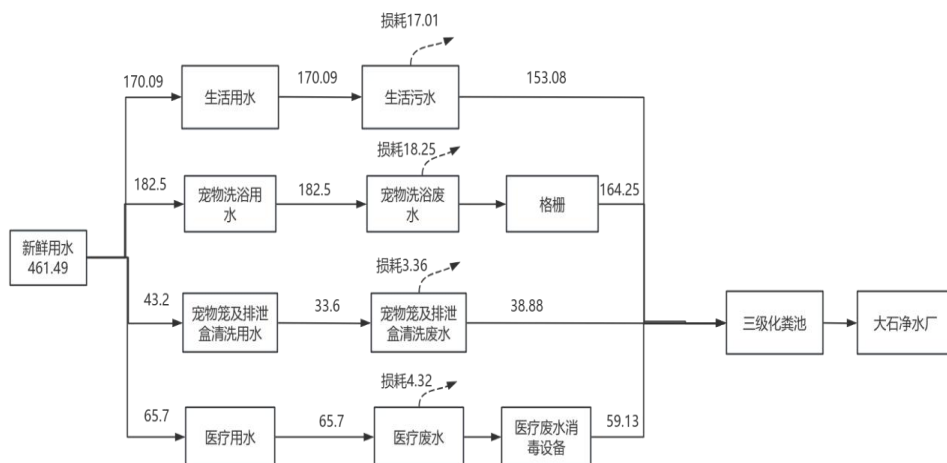 损耗17.01
170.09
生活用水
170.09
生活污水
153.08
损耗18.25
182.5
宠物洗浴用
水
182.5
宠物洗浴废
水
格栅
164.25
新鲜用水
461.49
损耗3.36
43.2
宠物笼及排泄
盒清洗用水
33.6
宠物笼及排泄
盒清洗废水
38.88
三级化粪池
大石净水厂
损耗4.32
65.7
医疗用水
65.7
医疗废水
医疗废水消
毒设备
59.13